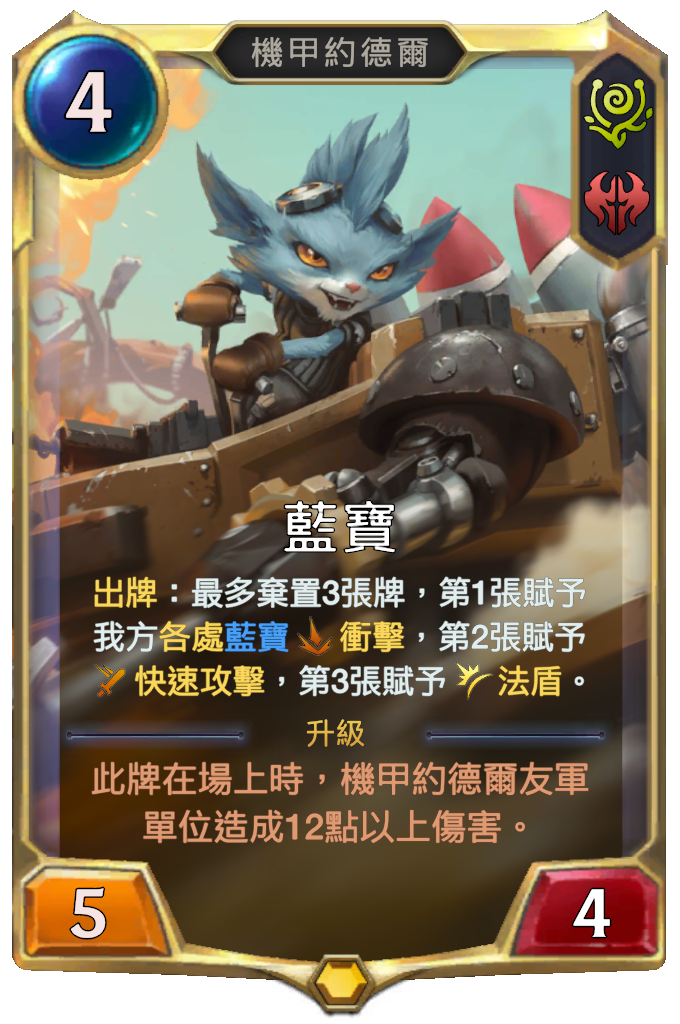 機甲約德爾
4
藍寶
出牌：最多棄置3張牌，第1張賦予
我方各處藍寶衝擊，第2張賦予
快速攻擊，第3張賦予法盾。
升級
此牌在場上時，機甲約德爾友軍
單位造成12點以上傷害。
5
4